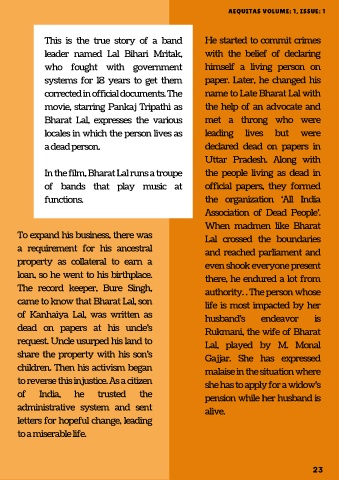 AEQUITAS VOLUME: 1, ISSUE: 1
This is the true story of a band
leader named Lal Bihari Mritak,
who fought with government
systems for 18 years to get them
corrected in official documents. The
movie, starring Pankaj Tripathi as
Bharat Lal, expresses the various
locales in which the person lives as
a dead person.
In the film, Bharat Lal runs a troupe
of bands that play music at
functions.
To expand his business, there was
a requirement for his ancestral
property as collateral to earn a
loan, so he went to his birthplace.
The record keeper, Bure Singh,
came to know that Bharat Lal, son
of Kanhaiya Lal, was written as
dead on papers at his uncle's
request. Uncle usurped his land to
share the property with his son's
children. Then his activism began
to reverse this injustice. As a citizen
of India, he trusted the
administrative system and sent
letters for hopeful change, leading
to a miserable life.
He started to commit crimes
with the belief of declaring
himself a living person on
paper. Later, he changed his
name to Late Bharat Lal with
the help of an advocate and
met a throng who were
leading lives but were
declared dead on papers in
Uttar Pradesh. Along with
the people living as dead in
official papers, they formed
the organization 'All India
Association of Dead People'.
When madmen like Bharat
Lal crossed the boundaries
and reached parliament and
even shook everyone present
there, he endured a lot from
authority. . The person whose
life is most impacted by her
husband's endeavor is
Rukmani, the wife of Bharat
Lal, played by M, Monal
Gajjar. She has expressed
malaise in the situation where
she has to apply for a widow's
pension while her husband is
alive.
23